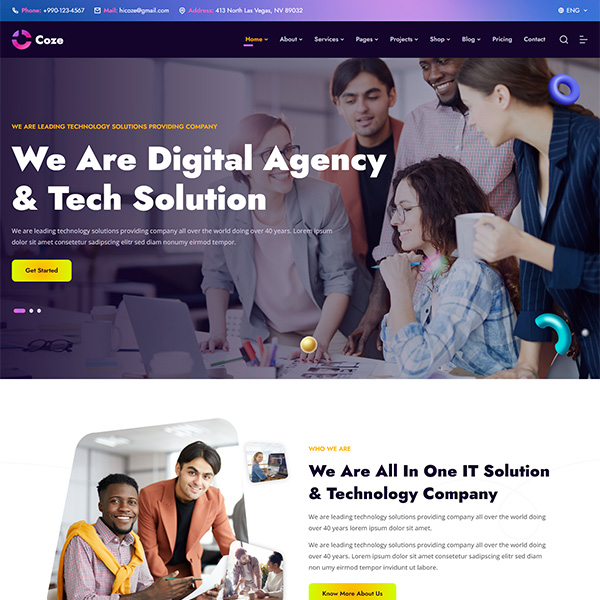 Phone: +990-123-4567 Mail: hicoze@gmail.com Address: 413 North Las Vegas, NV 89032 ENG
Coze Home About Services Pages Projects Shop Blog Pricing Contact
WE ARE LEADING TECHNOLOGY SOLUTIONS PROVIDING COMPANY
We Are Digital Agency
& Tech Solution
We are leading technology solutions providing company all over the world doing over 40 years. Lorem ipsum
dolor sit amet consetetur sadipscing elitr sed diam nonumy eirmod tempor.
Get Started
WHO WE ARE
We Are All In One IT Solution
& Technology Company
We are leading technology solutions providing company all over the world doing
over 40 years lorem ipsum dolor sit amet.
We are leading technology solutions providing company all over the world doing
over 40 years. Lorem ipsum dolor sit amet consetetur sadipscing elitr sed diam
non umy eirmod tempor invidunt ut labore et dolore magna aliquyam erat.
Know More About Us